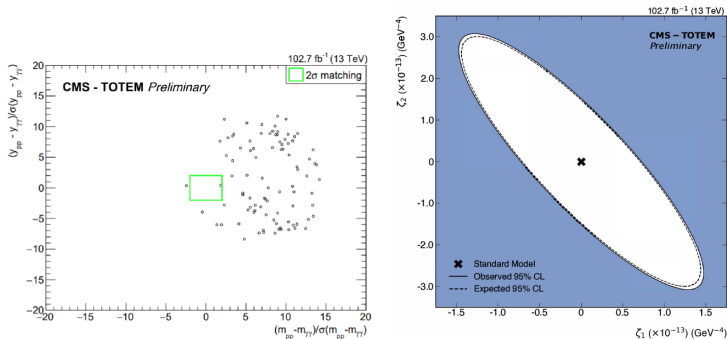 102.7 fb⁻¹ (13 TeV)
CMS - TOTEM Preliminary
2σ matching
(y_pp - y_γγ)/σ(y_pp - y_γγ)
20
15
10
5
0
−5
−10
−15
−20
−20 −15 −10 −5 0 5 10 15 20
(m_pp-m_γγ)/σ(m_pp-m_γγ)
102.7 fb⁻¹ (13 TeV)
CMS – TOTEM
Preliminary
ζ₂ (×10⁻¹³) (GeV⁻⁴)
3.0
2.0
1.0
0
-1.0
-2.0
-3.0
Standard Model
Observed 95% CL
Expected 95% CL
-1.5 -1.0 -0.5 0 0.5 1.0 1.5
ζ₁ (×10⁻¹³) (GeV⁻⁴)